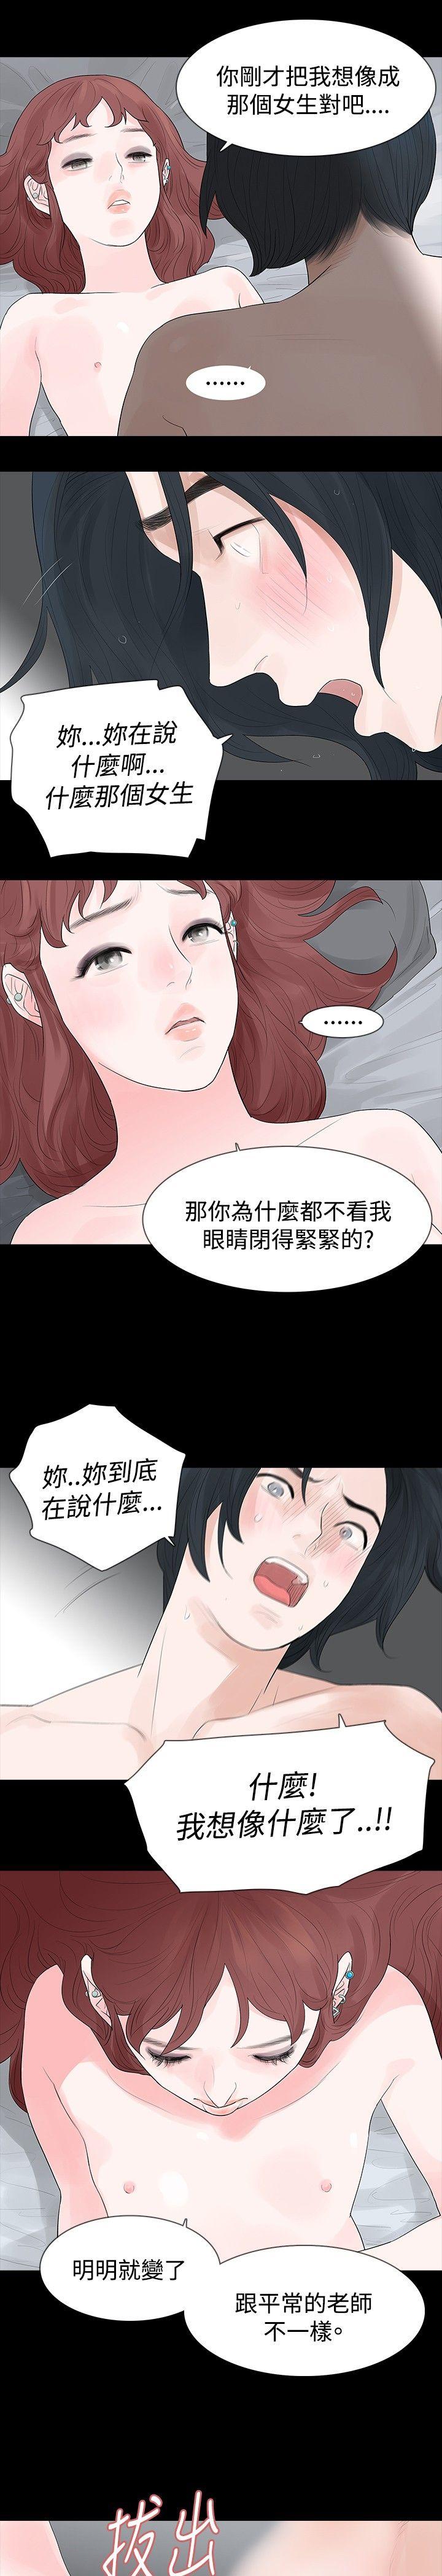 你剛才把我想像成
那個女生對吧....
......
妳...妳在說
什麼啊...
什麼那個女生
......
那你為什麼都不看我
眼睛閉得緊緊的?
妳..妳到底
在說什麼...
什麼!
我想像什麼了..!!
明明就變了
跟平常的老師
不一樣。
拔出